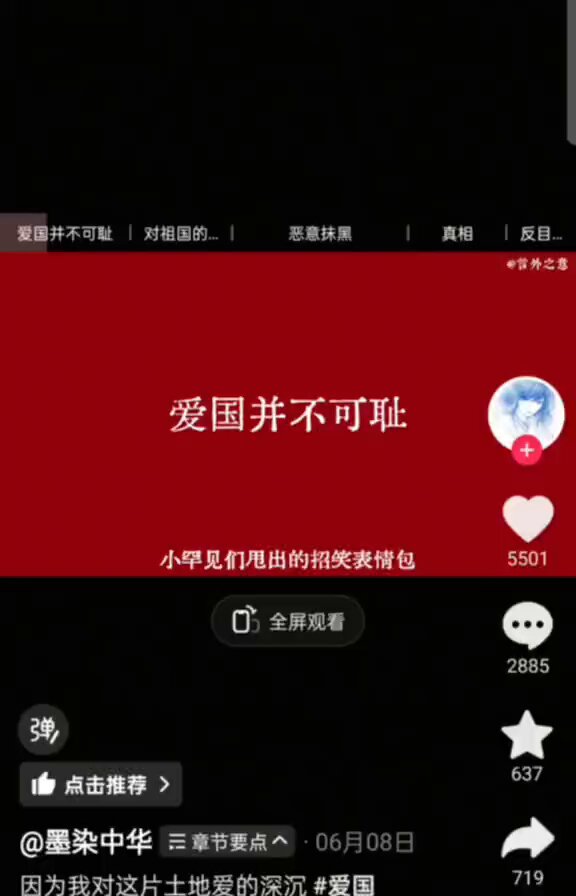 爱国并不可耻 | 对祖国的... | 恶意抹黑 | 真相 | 反目...
@言外之意
爱国并不可耻
5501
小罕见们甩出的招笑表情包
全屏观看
2885
弹
637
点击推荐 >
@墨染中华 章节要点 · 06月08日
719
因为我对这片土地爱的深沉 #爱国